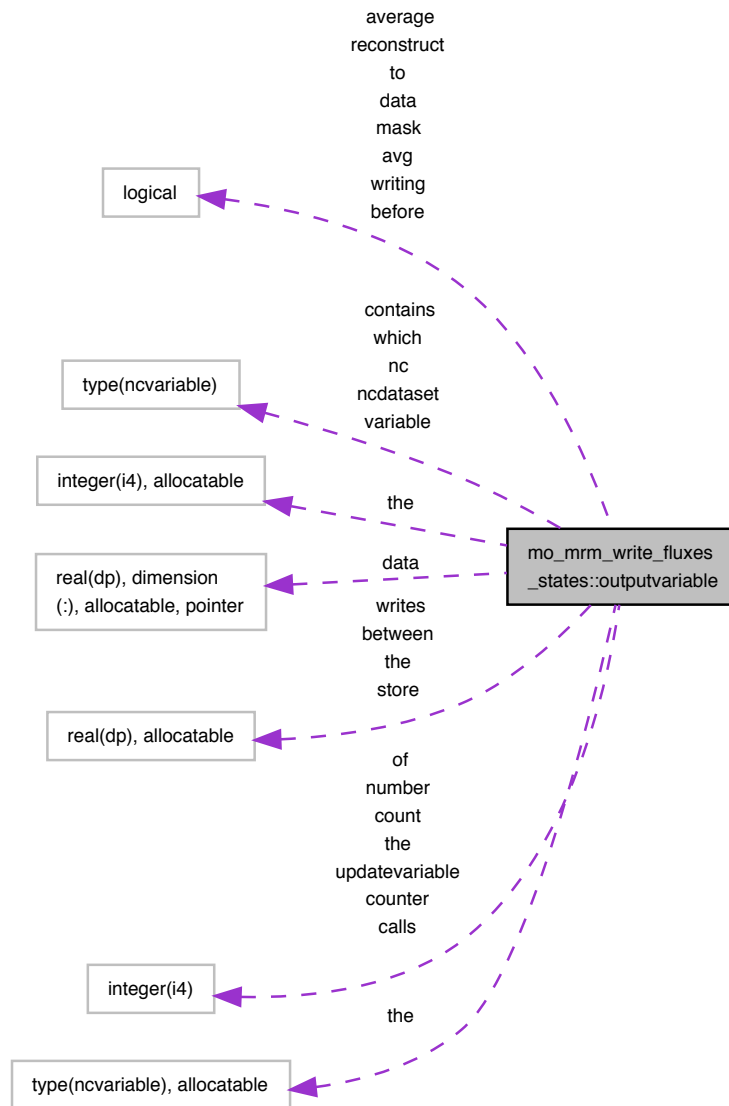 average
reconstruct
to
data
mask
avg
writing
before
logical
contains
which
nc
ncdataset
variable
type(ncvariable)
the
integer(i4), allocatable
mo_mrm_write_fluxes
_states::outputvariable
data
real(dp), dimension
(:), allocatable, pointer
writes
between
the
store
real(dp), allocatable
of
number
count
the
updatevariable
counter
calls
integer(i4)
the
type(ncvariable), allocatable